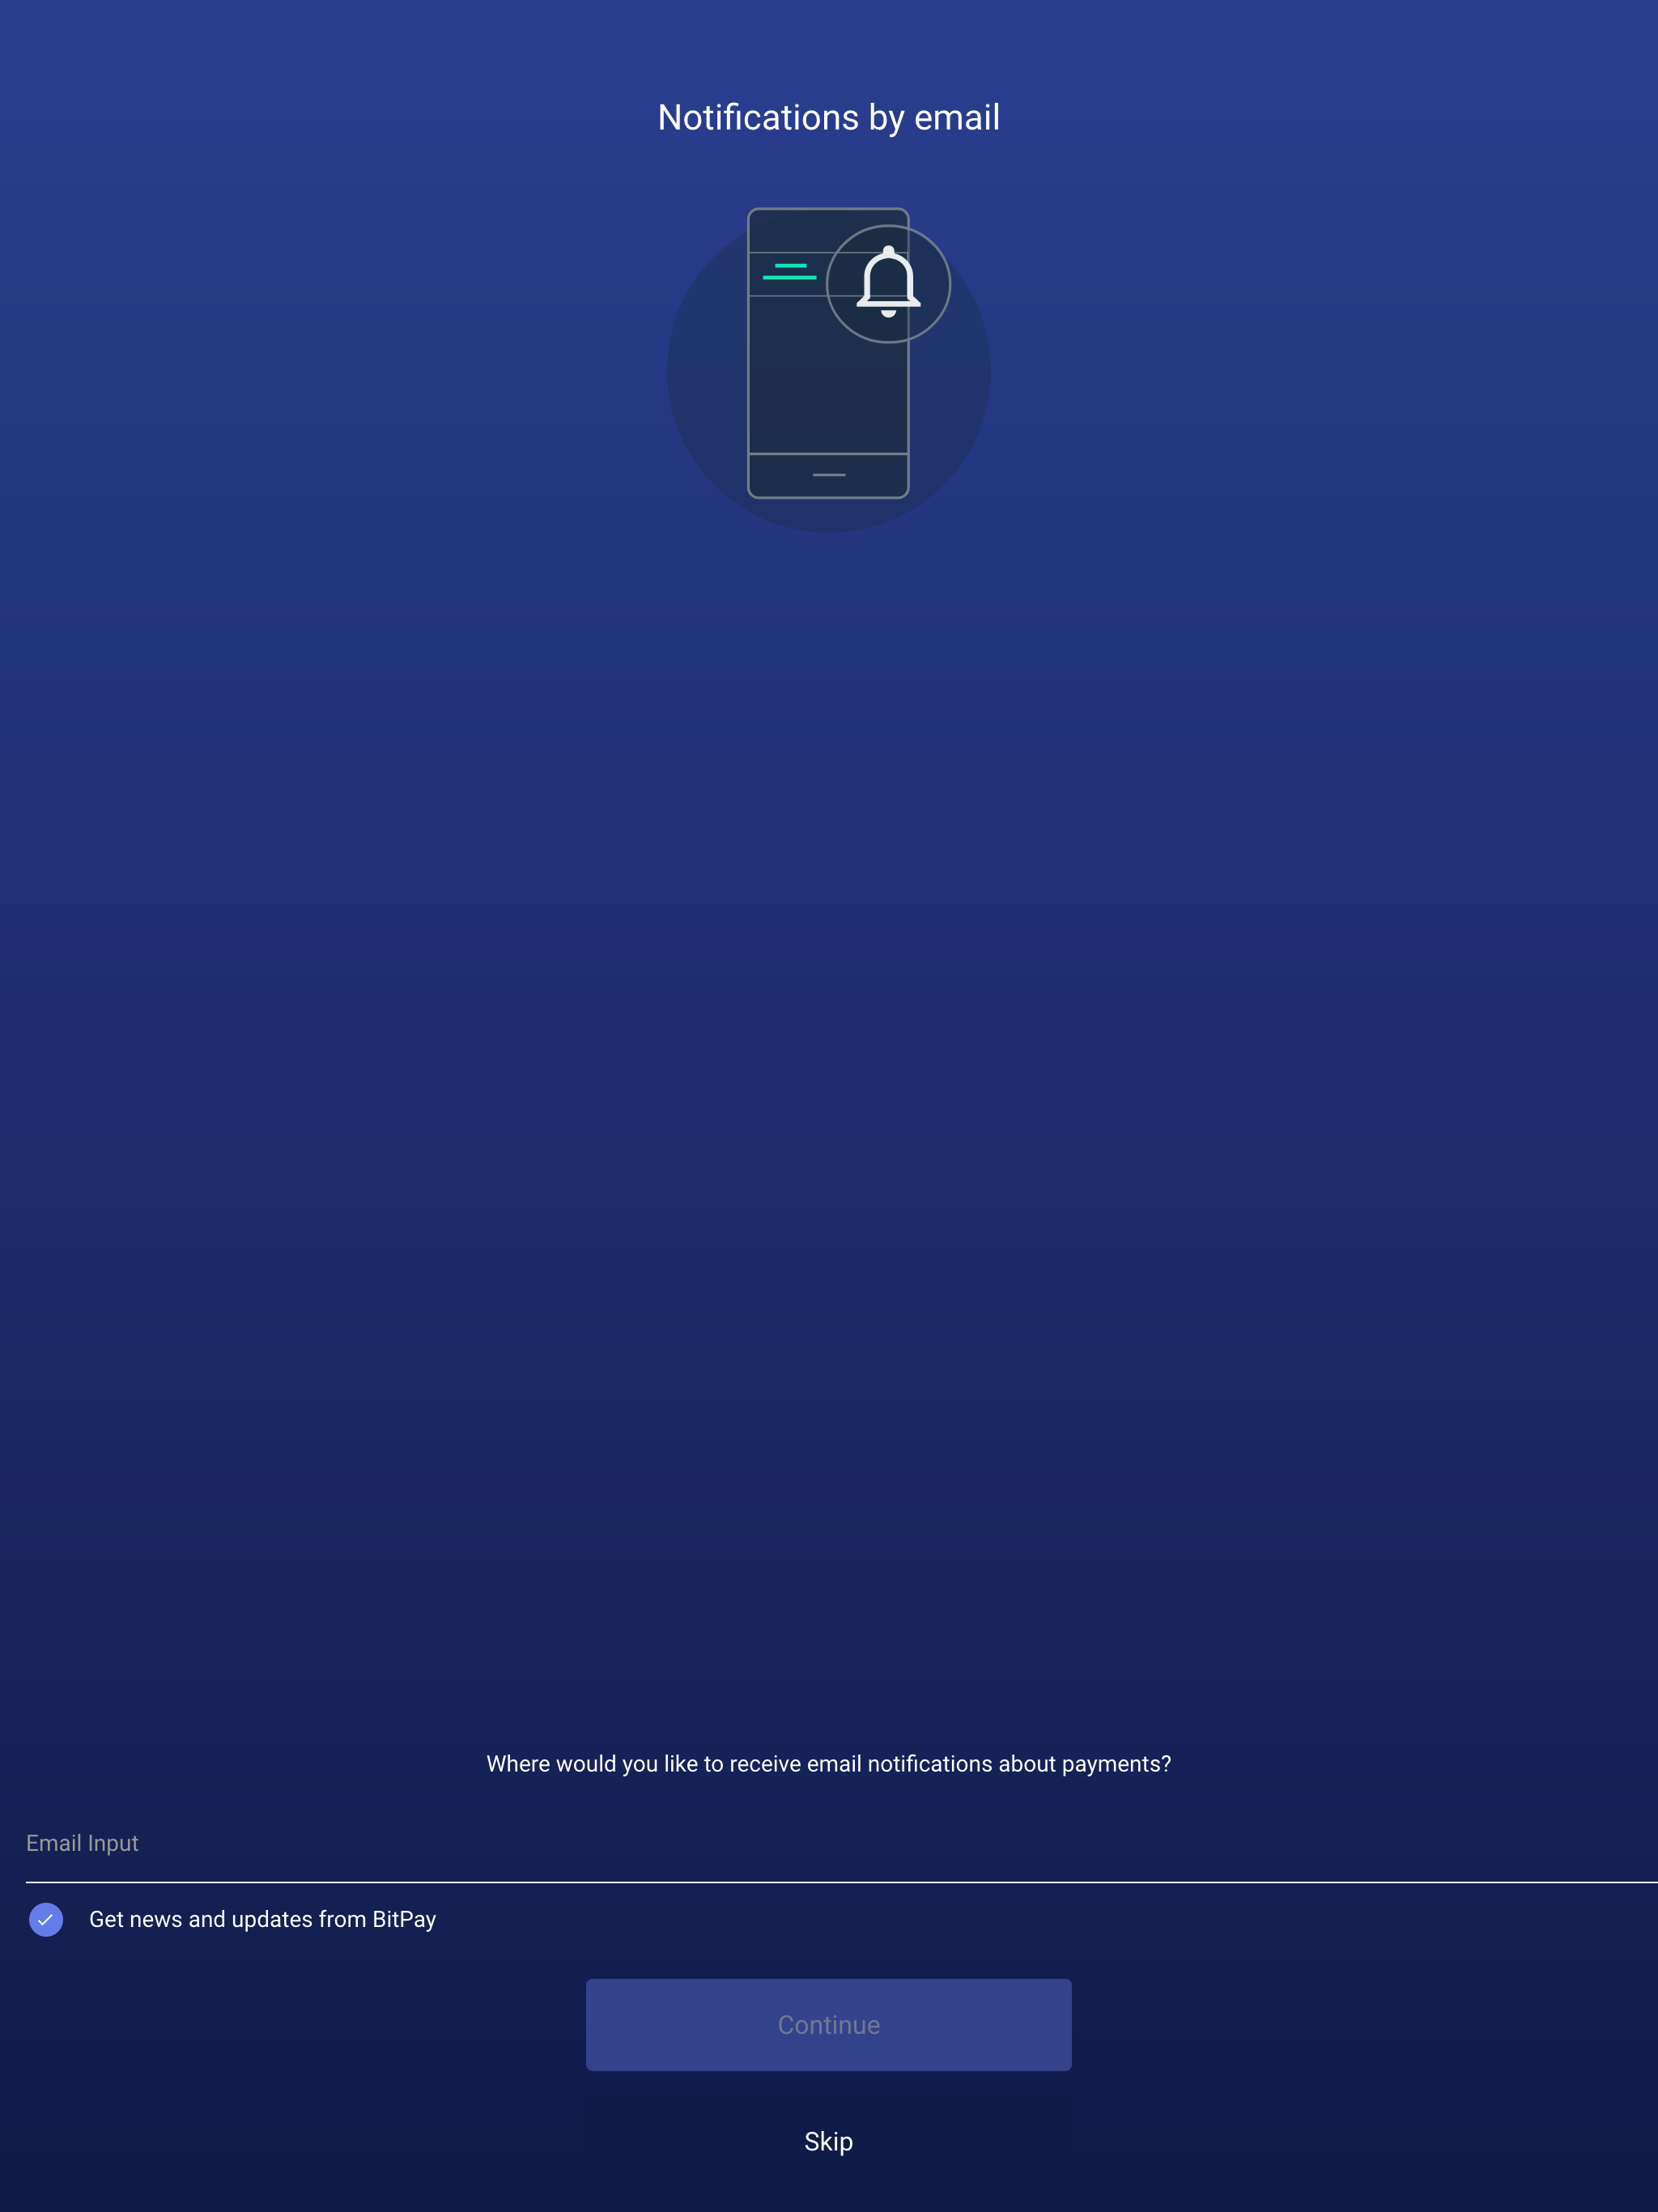 Notifications by email
Where would you like to receive email notifications about payments?
Email Input
Get news and updates from BitPay
Continue
Skip